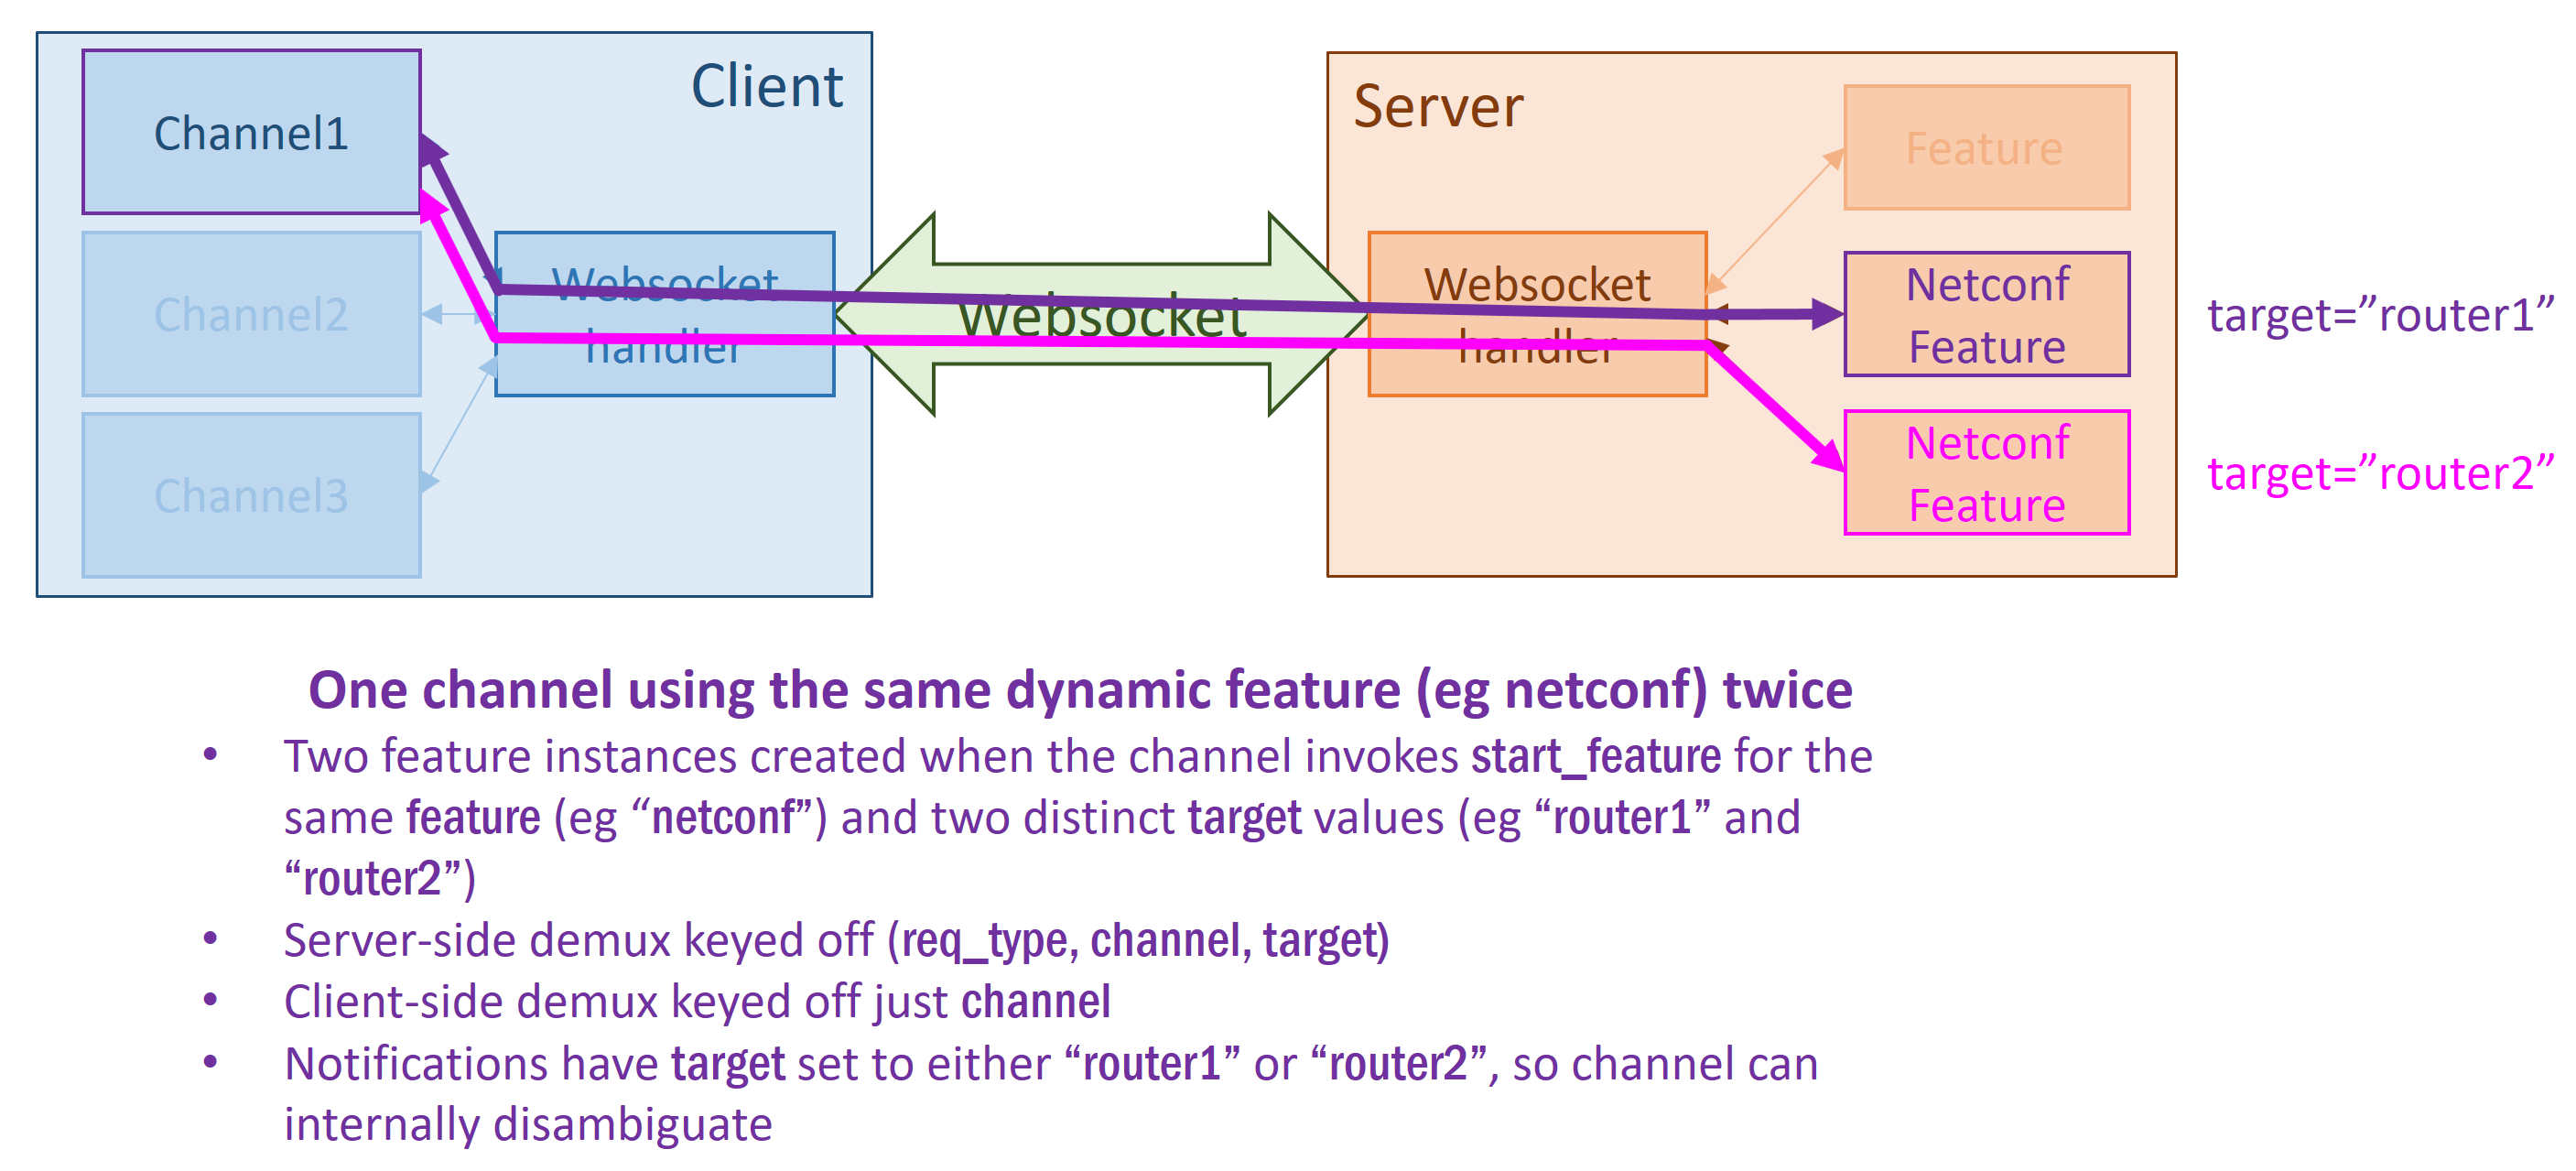 Client
Channel1
Channel2
Channel3
Websocket
handler
Websocket
Server
Websocket
handler
Feature
Netconf
Feature
Netconf
Feature
target=”router1”
target=”router2”
One channel using the same dynamic feature (eg netconf) twice
• Two feature instances created when the channel invokes start_feature for the
same feature (eg “netconf”) and two distinct target values (eg “router1” and
“router2”)
• Server-side demux keyed off (req_type, channel, target)
• Client-side demux keyed off just channel
• Notifications have target set to either “router1” or “router2”, so channel can
internally disambiguate